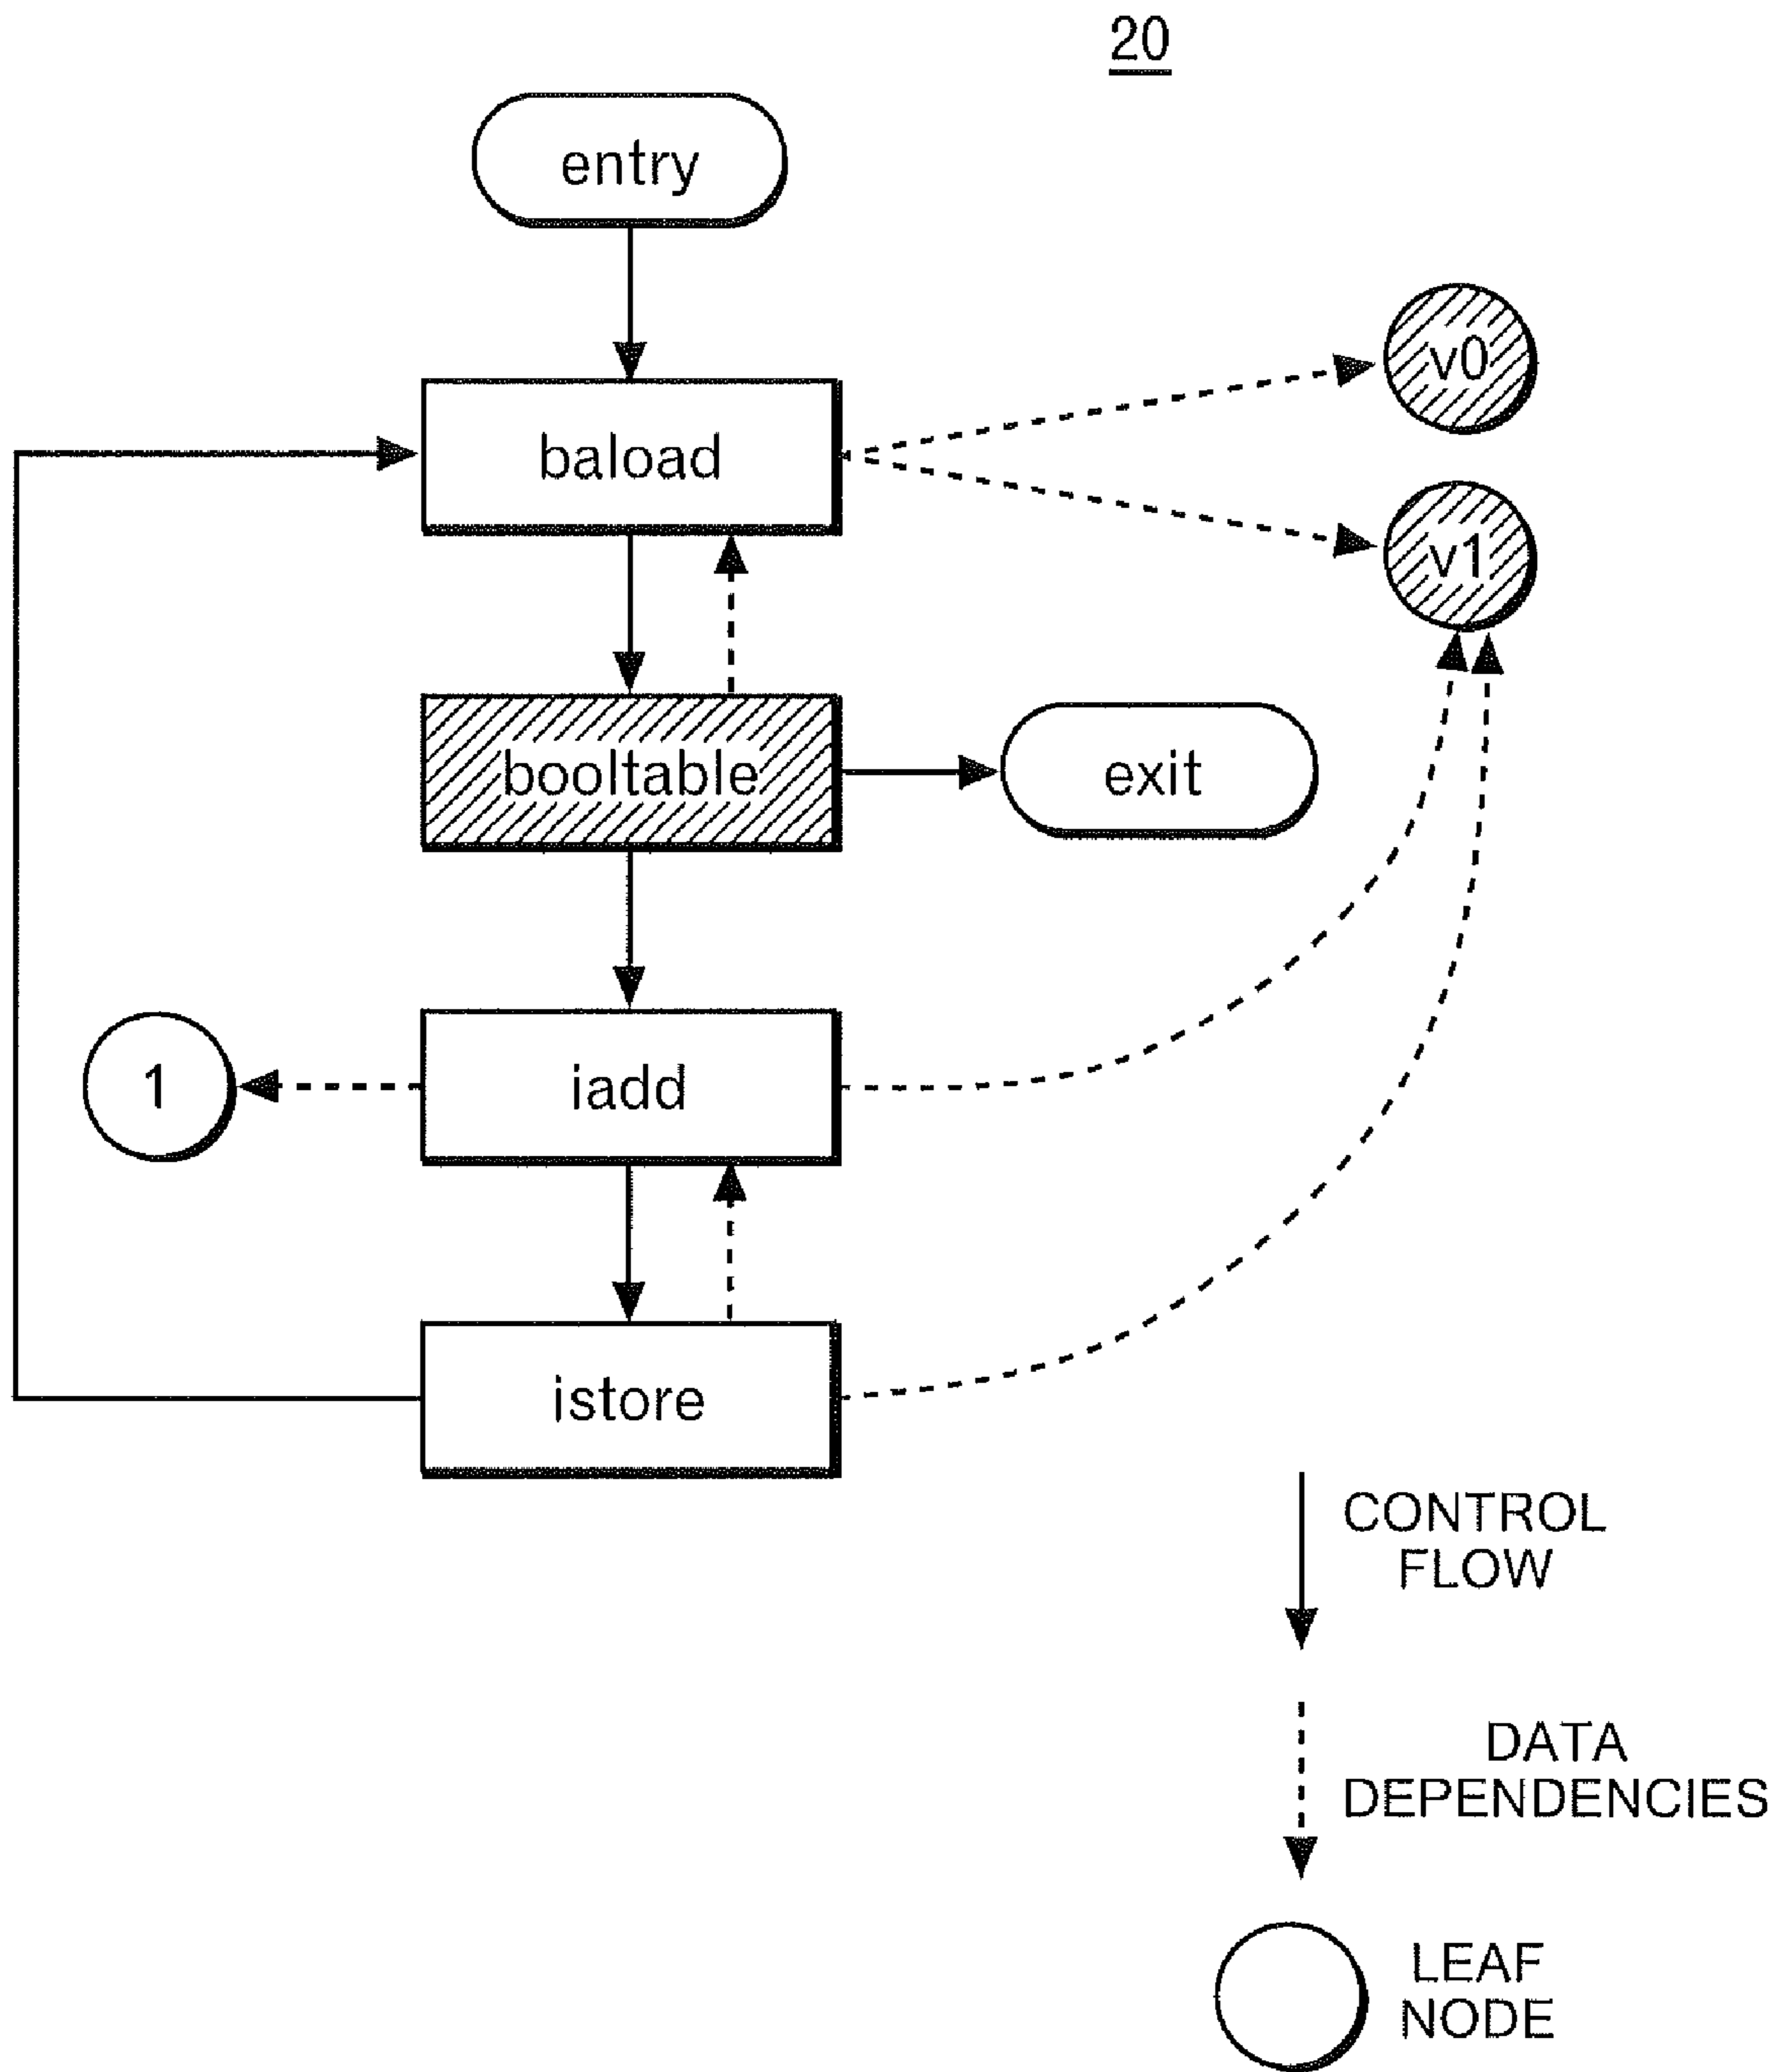 20
entry
baload
v0
v1
booltable
exit
1
iadd
istore
CONTROL
FLOW
DATA
DEPENDENCIES
LEAF
NODE